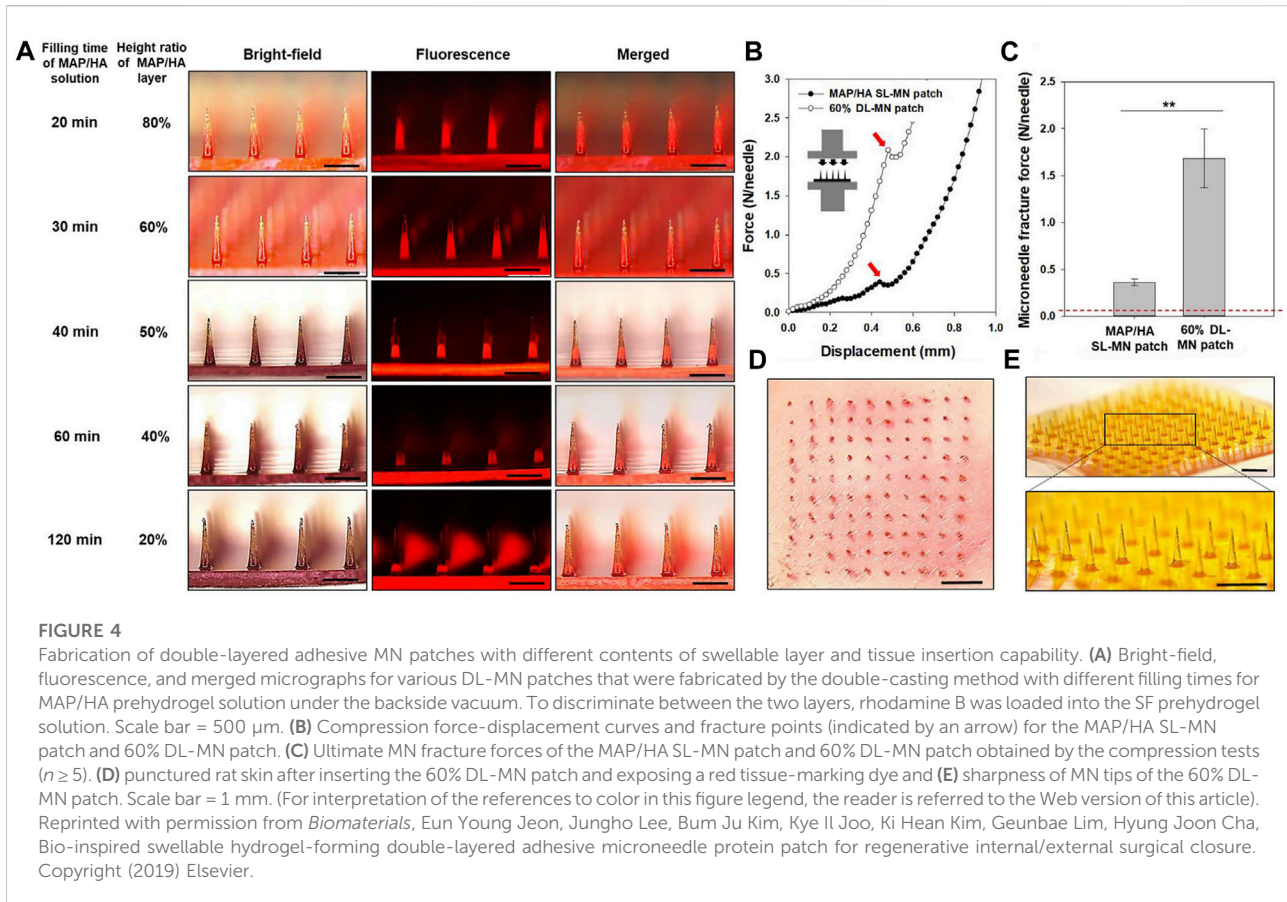 A
Filling time of MAP/HA solution
Height ratio of MAP/HA layer
Bright-field
Fluorescence
Merged
20 min
80%
30 min
60%
40 min
50%
60 min
40%
120 min
20%
B
3.0
2.5
2.0
1.5
1.0
0.5
0.0
Force (N/needle)
MAP/HA SL-MN patch
60% DL-MN patch
0.0 0.2 0.4 0.6 0.8 1.0
Displacement (mm)
C
2.5
2.0
1.5
1.0
0.5
0.0
Microneedle fracture force (N/needle)
**
MAP/HA SL-MN patch
60% DL-MN patch
D
E
FIGURE 4
Fabrication of double-layered adhesive MN patches with different contents of swellable layer and tissue insertion capability. (A) Bright-field,
fluorescence, and merged micrographs for various DL-MN patches that were fabricated by the double-casting method with different filling times for
MAP/HA prehydrogel solution under the backside vacuum. To discriminate between the two layers, rhodamine B was loaded into the SF prehydrogel
solution. Scale bar = 500 μm. (B) Compression force-displacement curves and fracture points (indicated by an arrow) for the MAP/HA SL-MN
patch and 60% DL-MN patch. (C) Ultimate MN fracture forces of the MAP/HA SL-MN patch and 60% DL-MN patch obtained by the compression tests
(n ≥ 5). (D) punctured rat skin after inserting the 60% DL-MN patch and exposing a red tissue-marking dye and (E) sharpness of MN tips of the 60% DL-
MN patch. Scale bar = 1 mm. (For interpretation of the references to color in this figure legend, the reader is referred to the Web version of this article).
Reprinted with permission from Biomaterials, Eun Young Jeon, Jungho Lee, Bum Ju Kim, Kye Il Joo, Ki Hean Kim, Geunbae Lim, Hyung Joon Cha,
Bio-inspired swellable hydrogel-forming double-layered adhesive microneedle protein patch for regenerative internal/external surgical closure.
Copyright (2019) Elsevier.